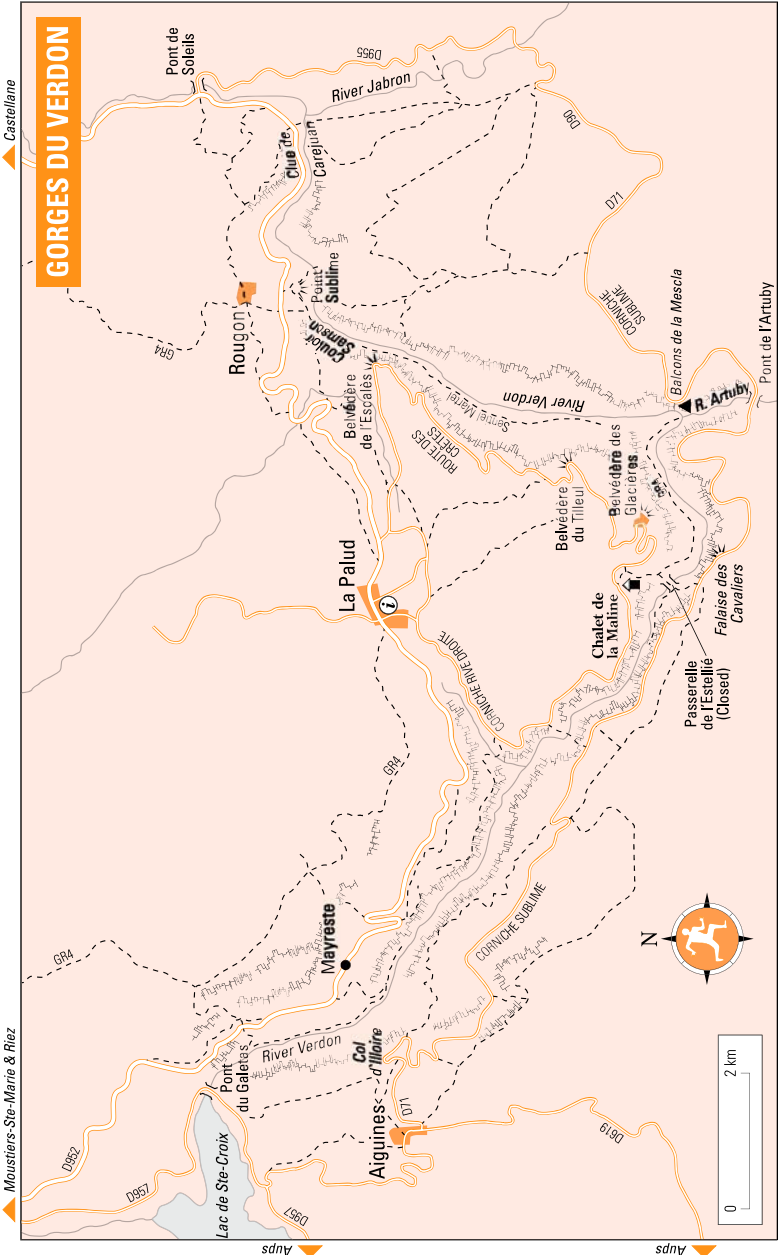 GORGES DU VERDON
Castellane
Pont de
Soleils
D955
River Jabron
Clue de
Carejuan
D90
D71
Rougon
GR4
Point
Sublime
Couloir
Samson
CORNICHE
SUBLIME
Balcons de la Mescla
Pont de l'Artuby
R. Artuby
River Verdon
Sentiel Martel
Belvédère
de l'Escalès
ROUTE DES
CRÊTES
Belvédère des
Glacières
GR4
Belvédère
du Tilleul
La Palud
i
Chalet de
la Maline
Falaise des
Cavaliers
Passerelle
de l'Estellié
(Closed)
CORNICHE RIVE DROITE
GR4
Mayreste
GR4
CORNICHE SUBLIME
N
Moustiers-Ste-Marie & Riez
River Verdon
Pont
du Galetas
Col
d'Illoire
D952
D957
Lac de Ste-Croix
D957
Aiguines
D71
D619
Aups
Aups
0
2 km